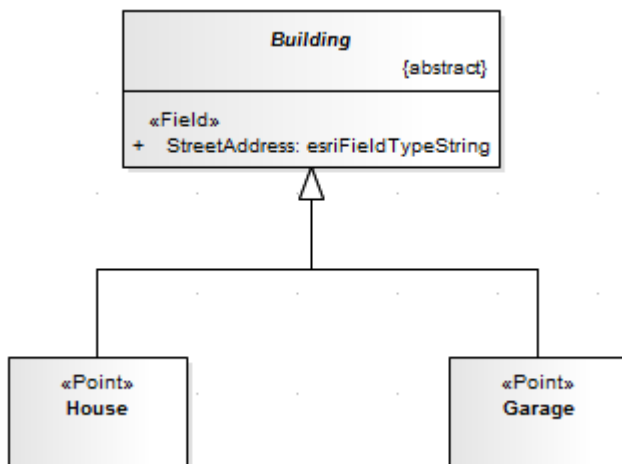 Building
{abstract}
«Field»
+ StreetAddress: esriFieldTypeString
«Point»
House
«Point»
Garage